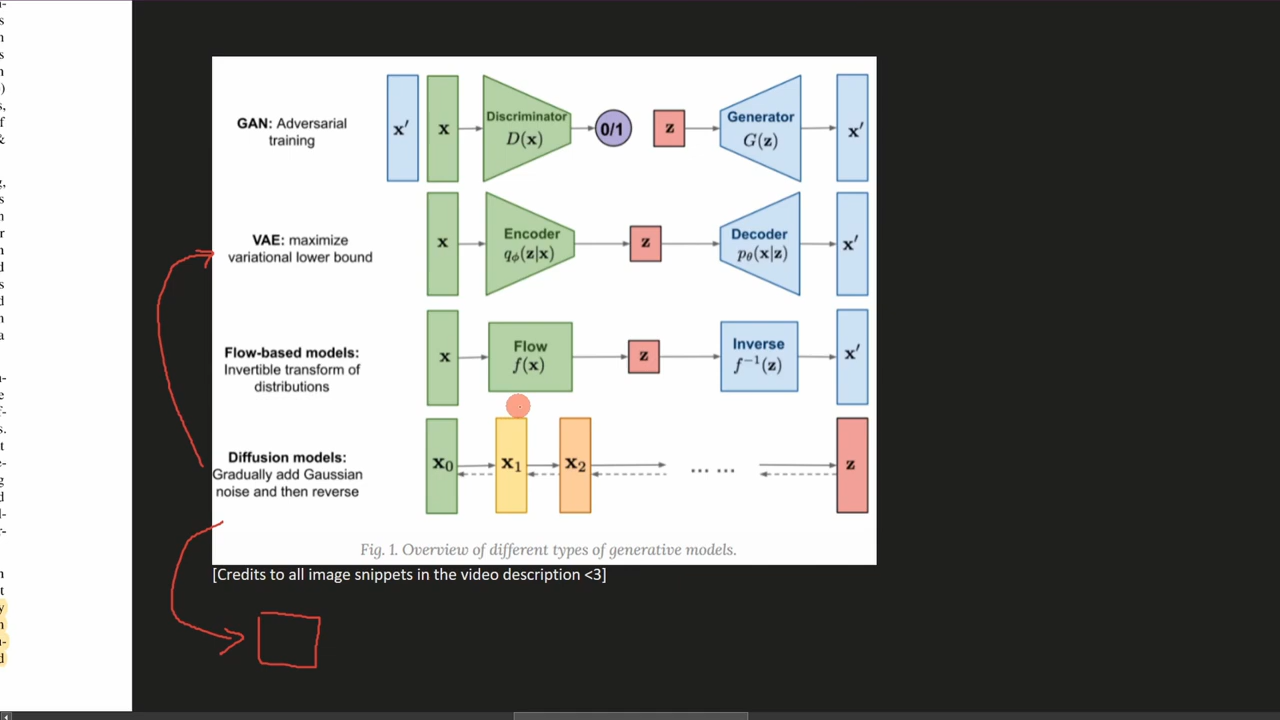 GAN: Adversarial
training
x′
x
Discriminator
D(x)
0/1
z
Generator
G(z)
x′
VAE: maximize
variational lower bound
x
Encoder
qϕ(z|x)
z
Decoder
pθ(x|z)
x′
Flow-based models:
Invertible transform of
distributions
x
Flow
f(x)
z
Inverse
f⁻¹(z)
x′
Diffusion models:
Gradually add Gaussian
noise and then reverse
x₀
x₁
x₂
... ...
z
Fig. 1. Overview of different types of generative models.
[Credits to all image snippets in the video description <3]